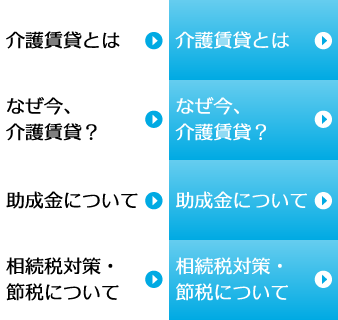 介護賃貸とは
なぜ今、
介護賃貸？
助成金について
相続税対策・
節税について
介護賃貸とは
なぜ今、
介護賃貸？
助成金について
相続税対策・
節税について